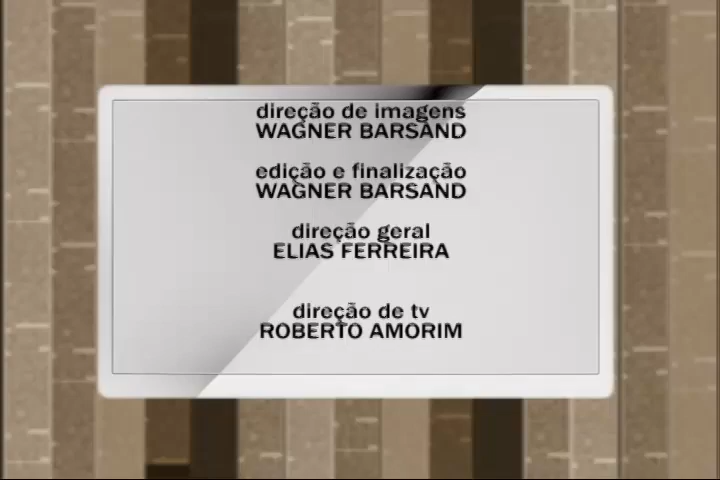 direção de imagens
WAGNER BARSAND
edição e finalização
WAGNER BARSAND
direção geral
ELIAS FERREIRA
direção de tv
ROBERTO AMORIM